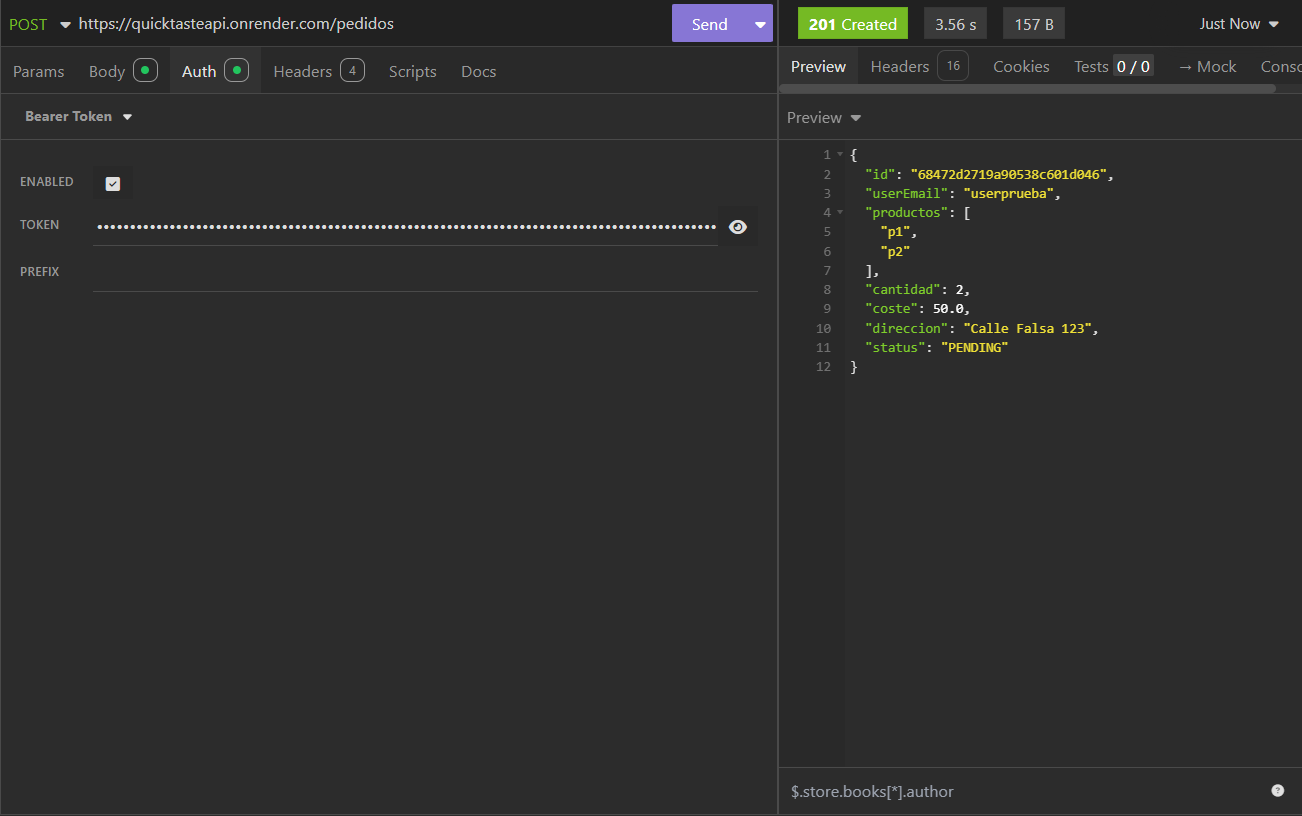 POST https://quicktasteapi.onrender.com/pedidos Send
Params Body Auth Headers 4 Scripts Docs
Bearer Token
ENABLED
TOKEN ••••••••••••••••••••••••••••••••••••••••••••••••••••••••••••••••••••••••••••••••••••••••••
PREFIX
201 Created 3.56 s 157 B Just Now
Preview Headers 16 Cookies Tests 0 / 0 → Mock Consc
Preview
1 {
2 "id": "68472d2719a90538c601d046",
3 "userEmail": "userprueba",
4 "productos": [
5 "p1",
6 "p2"
7 ],
8 "cantidad": 2,
9 "coste": 50.0,
10 "direccion": "Calle Falsa 123",
11 "status": "PENDING"
12 }
$.store.books[*].author ?